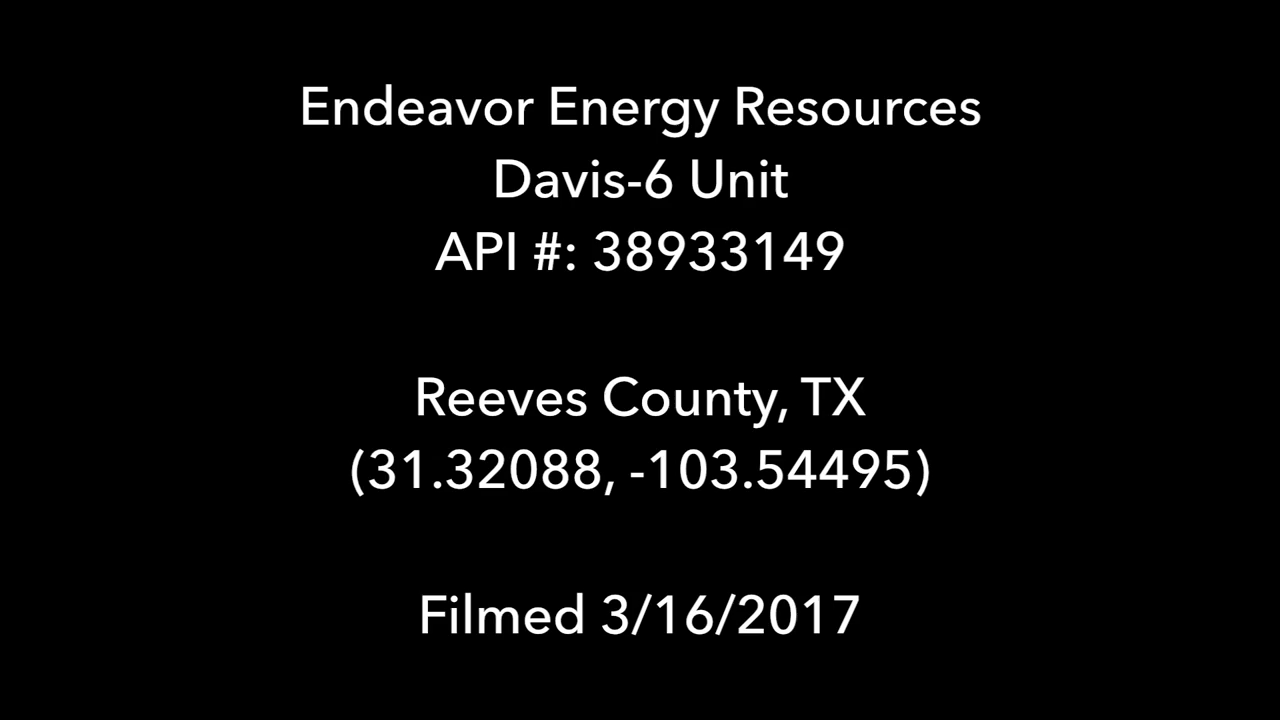 Endeavor Energy Resources
Davis-6 Unit
API #: 38933149
Reeves County, TX
(31.32088, -103.54495)
Filmed 3/16/2017